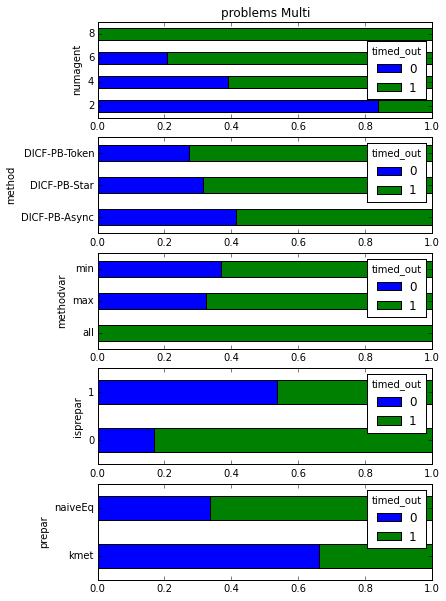 problems Multi
numagent
8
6
4
2
timed_out
0
1
0.0 0.2 0.4 0.6 0.8 1.0
method
DICF-PB-Token
DICF-PB-Star
DICF-PB-Async
timed_out
0
1
0.0 0.2 0.4 0.6 0.8 1.0
methodvar
min
max
all
timed_out
0
1
0.0 0.2 0.4 0.6 0.8 1.0
isprepar
1
0
timed_out
0
1
0.0 0.2 0.4 0.6 0.8 1.0
prepar
naiveEq
kmet
timed_out
0
1
0.0 0.2 0.4 0.6 0.8 1.0